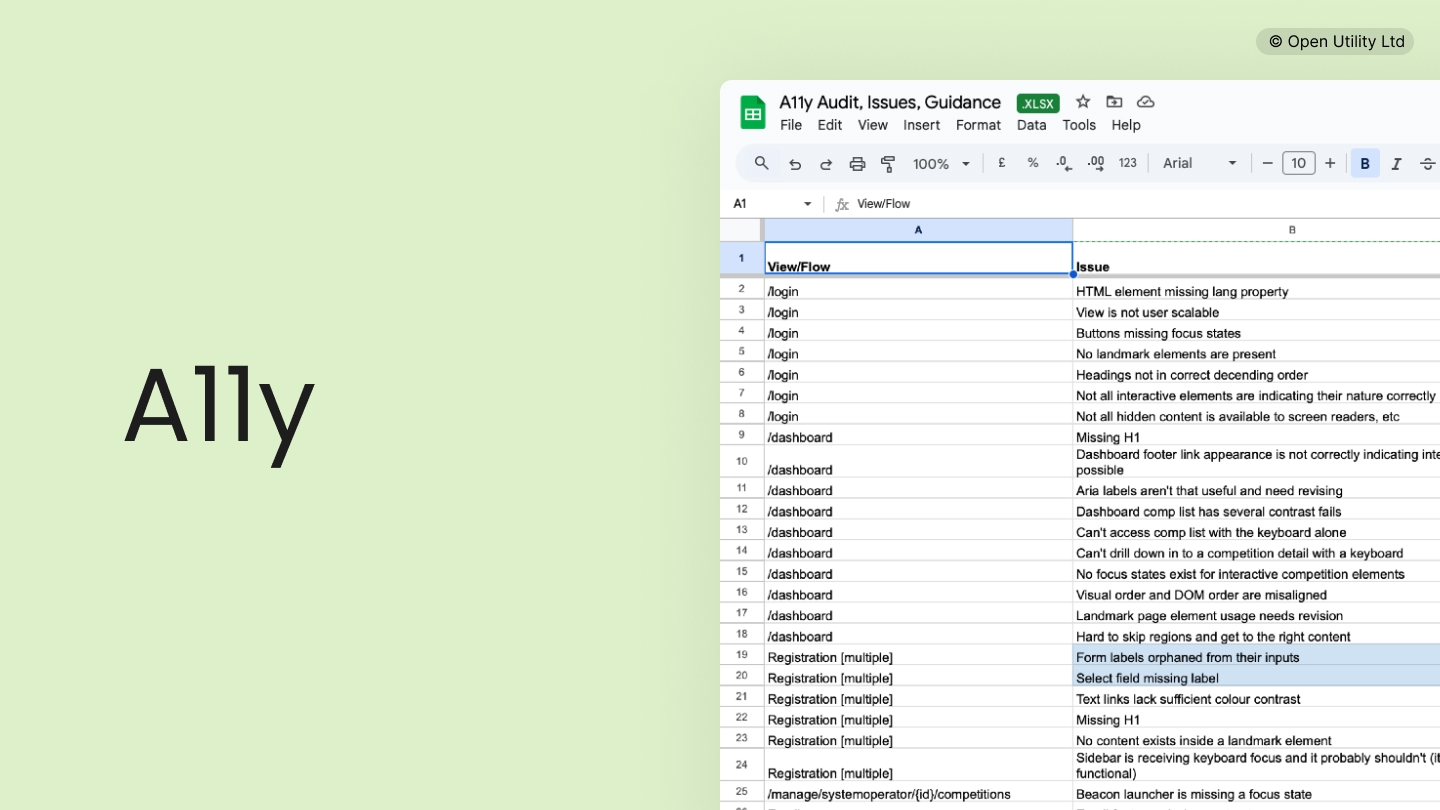 © Open Utility Ltd
A11y
A11y Audit, Issues, Guidance .XLSX
File Edit View Insert Format Data Tools Help
100% £ % .0 .00 123 Arial 10 B I S
A1 fx View/Flow
A B
1 View/Flow Issue
2 /login HTML element missing lang property
3 /login View is not user scalable
4 /login Buttons missing focus states
5 /login No landmark elements are present
6 /login Headings not in correct decending order
7 /login Not all interactive elements are indicating their nature correctly
8 /login Not all hidden content is available to screen readers, etc
9 /dashboard Missing H1
Dashboard footer link appearance is not correctly indicating
10 /dashboard possible
11 /dashboard Aria labels aren't that useful and need revising
12 /dashboard Dashboard comp list has several contrast fails
13 /dashboard Can't access comp list with the keyboard alone
14 /dashboard Can't drill down in to a competition detail with a keyboard
15 /dashboard No focus states exist for interactive competition elements
16 /dashboard Visual order and DOM order are misaligned
17 /dashboard Landmark page element usage needs revision
18 /dashboard Hard to skip regions and get to the right content
19 Registration [multiple] Form labels orphaned from their inputs
20 Registration [multiple] Select field missing label
21 Registration [multiple] Text links lack sufficient colour contrast
22 Registration [multiple] Missing H1
23 Registration [multiple] No content exists inside a landmark element
Sidebar is receiving keyboard focus and it probably shouldn't
24 Registration [multiple] functional)
25 /manage/systemoperator/{id}/competitions Beacon launcher is missing a focus state